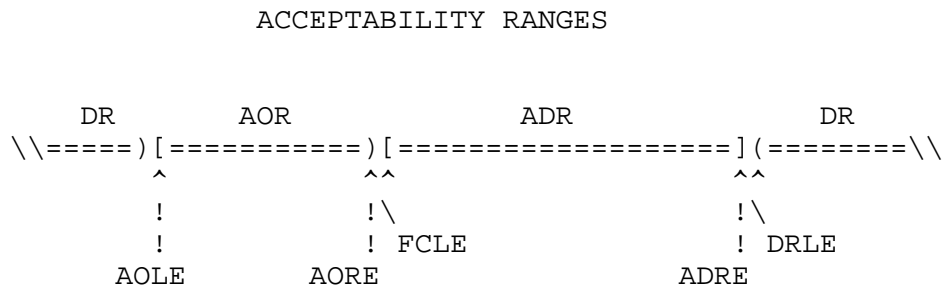 ACCEPTABILITY RANGES
DR AOR ADR DR
\\=====)[===========)[===================](========\\
^ ^^ ^^
! !\ !\
! ! FCLE ! DRLE
AOLE AORE ADRE